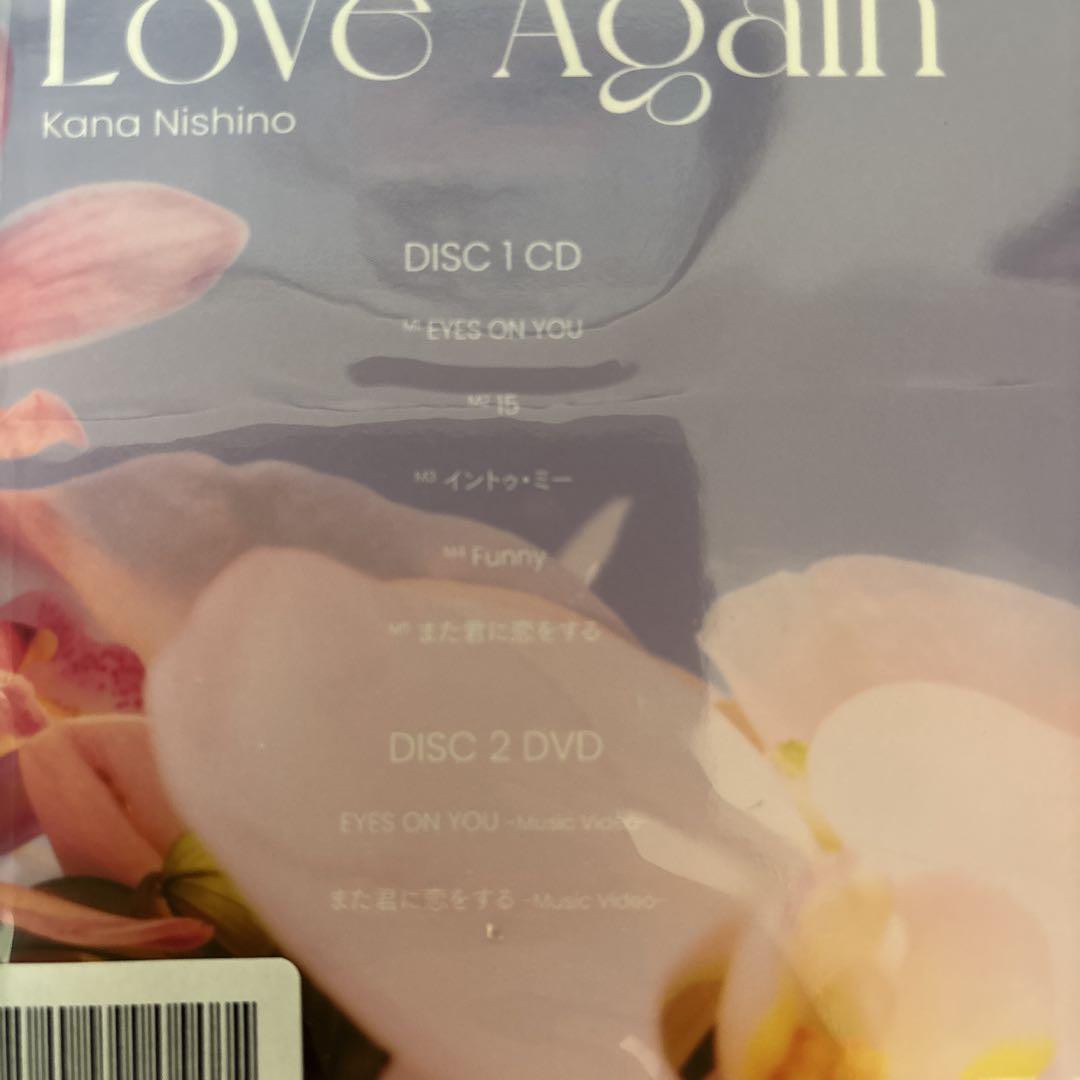 Love Again
Kana Nishino
DISC 1 CD
M1 EYES ON YOU
M2 15
M3 イントゥ・ミー
M4 Funny
M5 また君に恋をする
DISC 2 DVD
EYES ON YOU -Music Video-
また君に恋をする -Music Video-